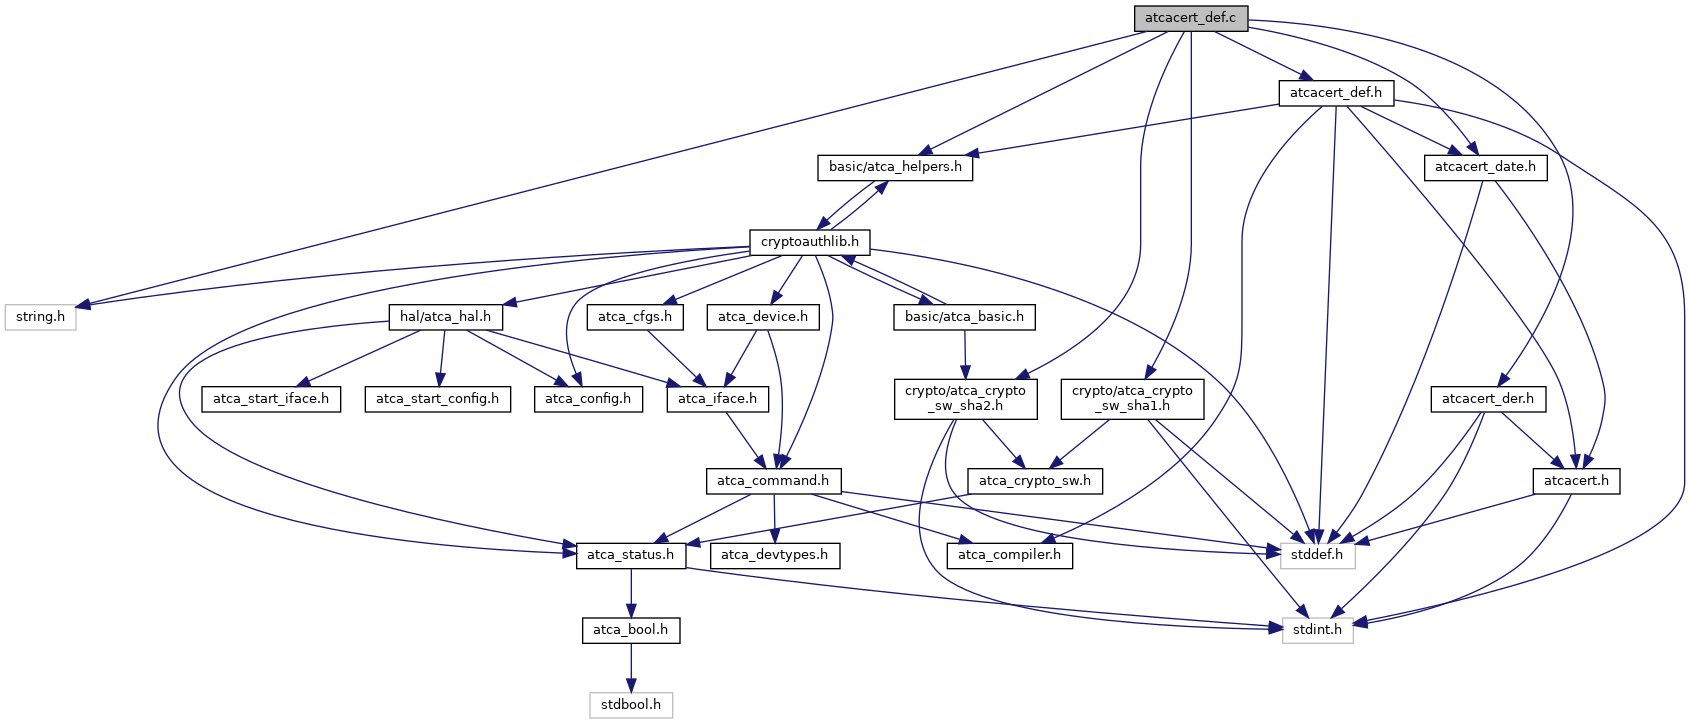 atcacert_def.c
atcacert_def.h
basic/atca_helpers.h
atcacert_date.h
cryptoauthlib.h
string.h
hal/atca_hal.h
atca_cfgs.h
atca_device.h
basic/atca_basic.h
atca_start_iface.h
atca_start_config.h
atca_config.h
atca_iface.h
crypto/atca_crypto
_sw_sha2.h
crypto/atca_crypto
_sw_sha1.h
atcacert_der.h
atca_command.h
atca_crypto_sw.h
atcacert.h
atca_status.h
atca_devtypes.h
atca_compiler.h
stddef.h
atca_bool.h
stdint.h
stdbool.h